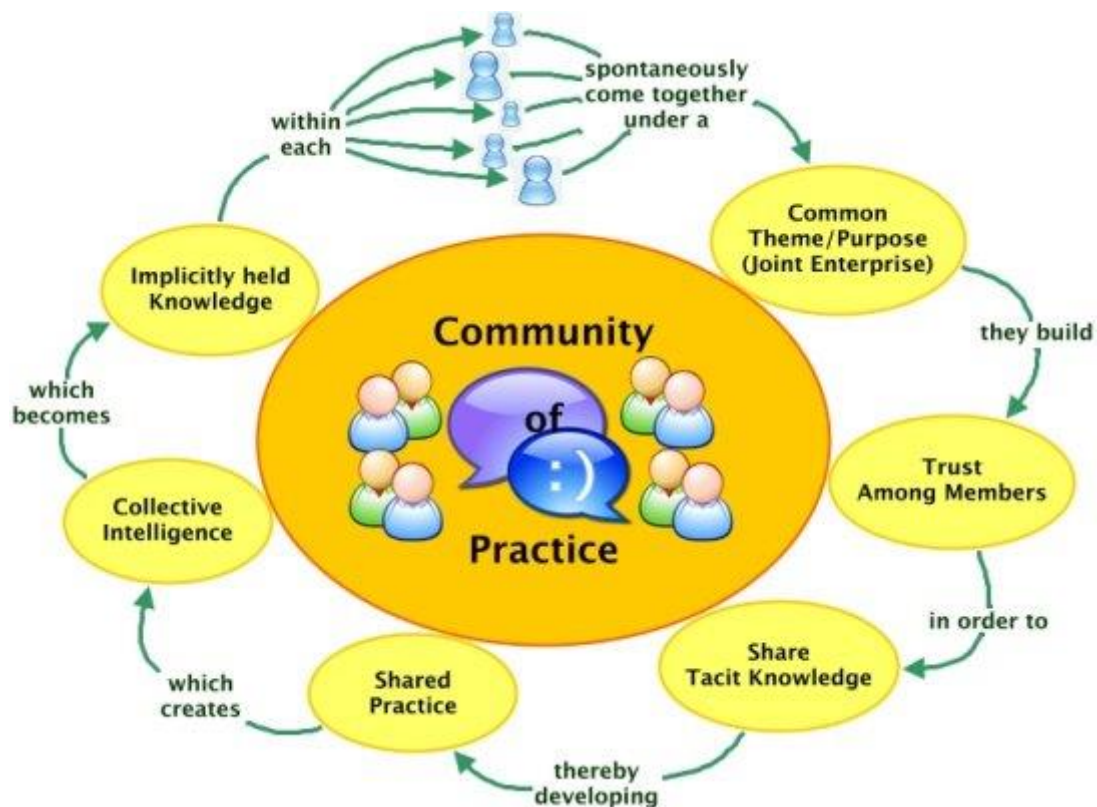 Community
of
:)
Practice
within
each
spontaneously
come together
under a
Common
Theme/Purpose
(Joint Enterprise)
they build
Trust
Among Members
in order to
Share
Tacit Knowledge
thereby
developing
Shared
Practice
which
creates
Collective
Intelligence
which
becomes
Implicitly held
Knowledge